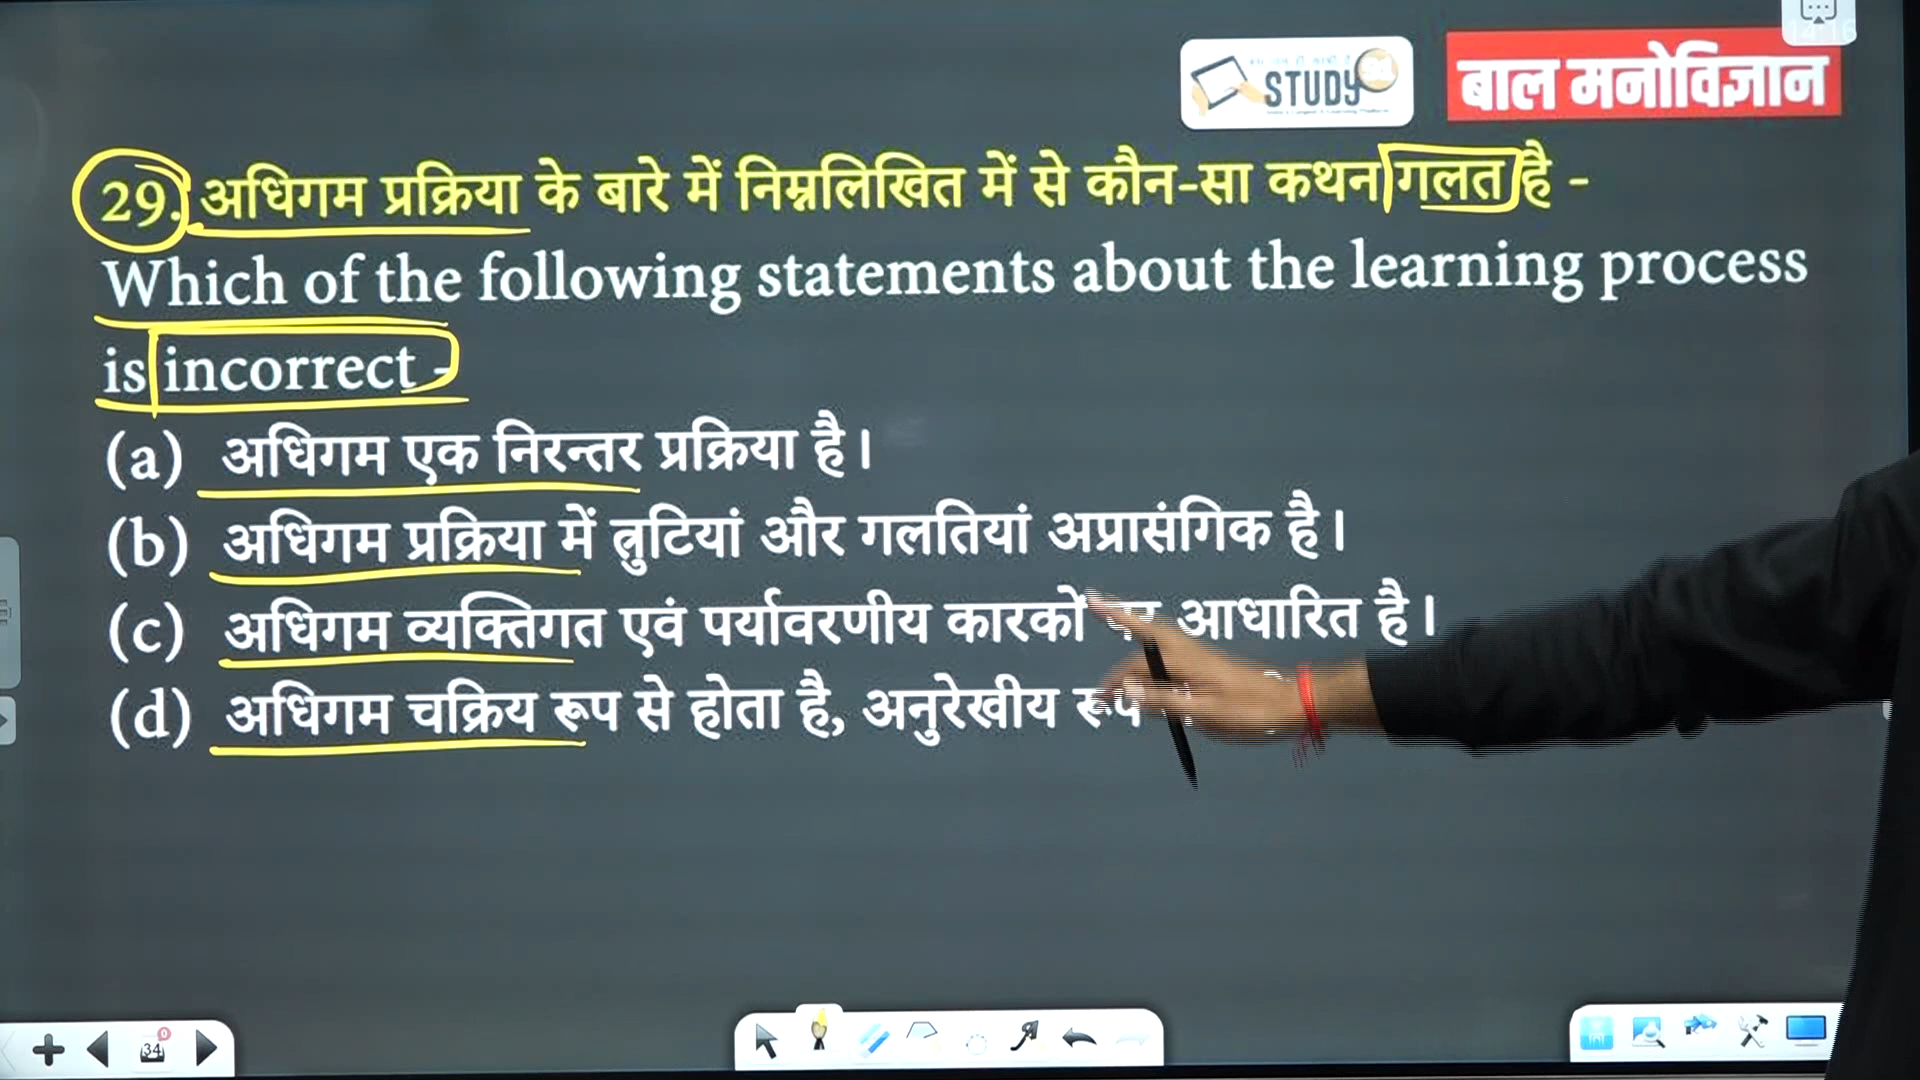 STUDY
बाल मनोविज्ञान
29. अधिगम प्रक्रिया के बारे में निम्नलिखित में से कौन-सा कथन गलत है -
Which of the following statements about the learning process
is incorrect -
(a) अधिगम एक निरन्तर प्रक्रिया है।
(b) अधिगम प्रक्रिया में त्रुटियां और गलतियां अप्रासंगिक है।
(c) अधिगम व्यक्तिगत एवं पर्यावरणीय कारकों आधारित है।
(d) अधिगम चक्रिय रूप से होता है, अनुरेखीय रूप
34